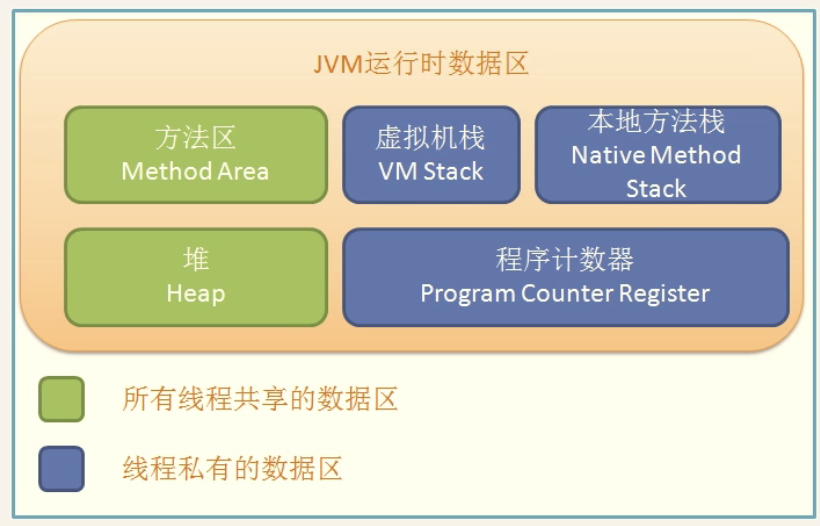 JVM运行时数据区
方法区
Method Area
虚拟机栈
VM Stack
本地方法栈
Native Method
Stack
堆
Heap
程序计数器
Program Counter Register
所有线程共享的数据区
线程私有的数据区